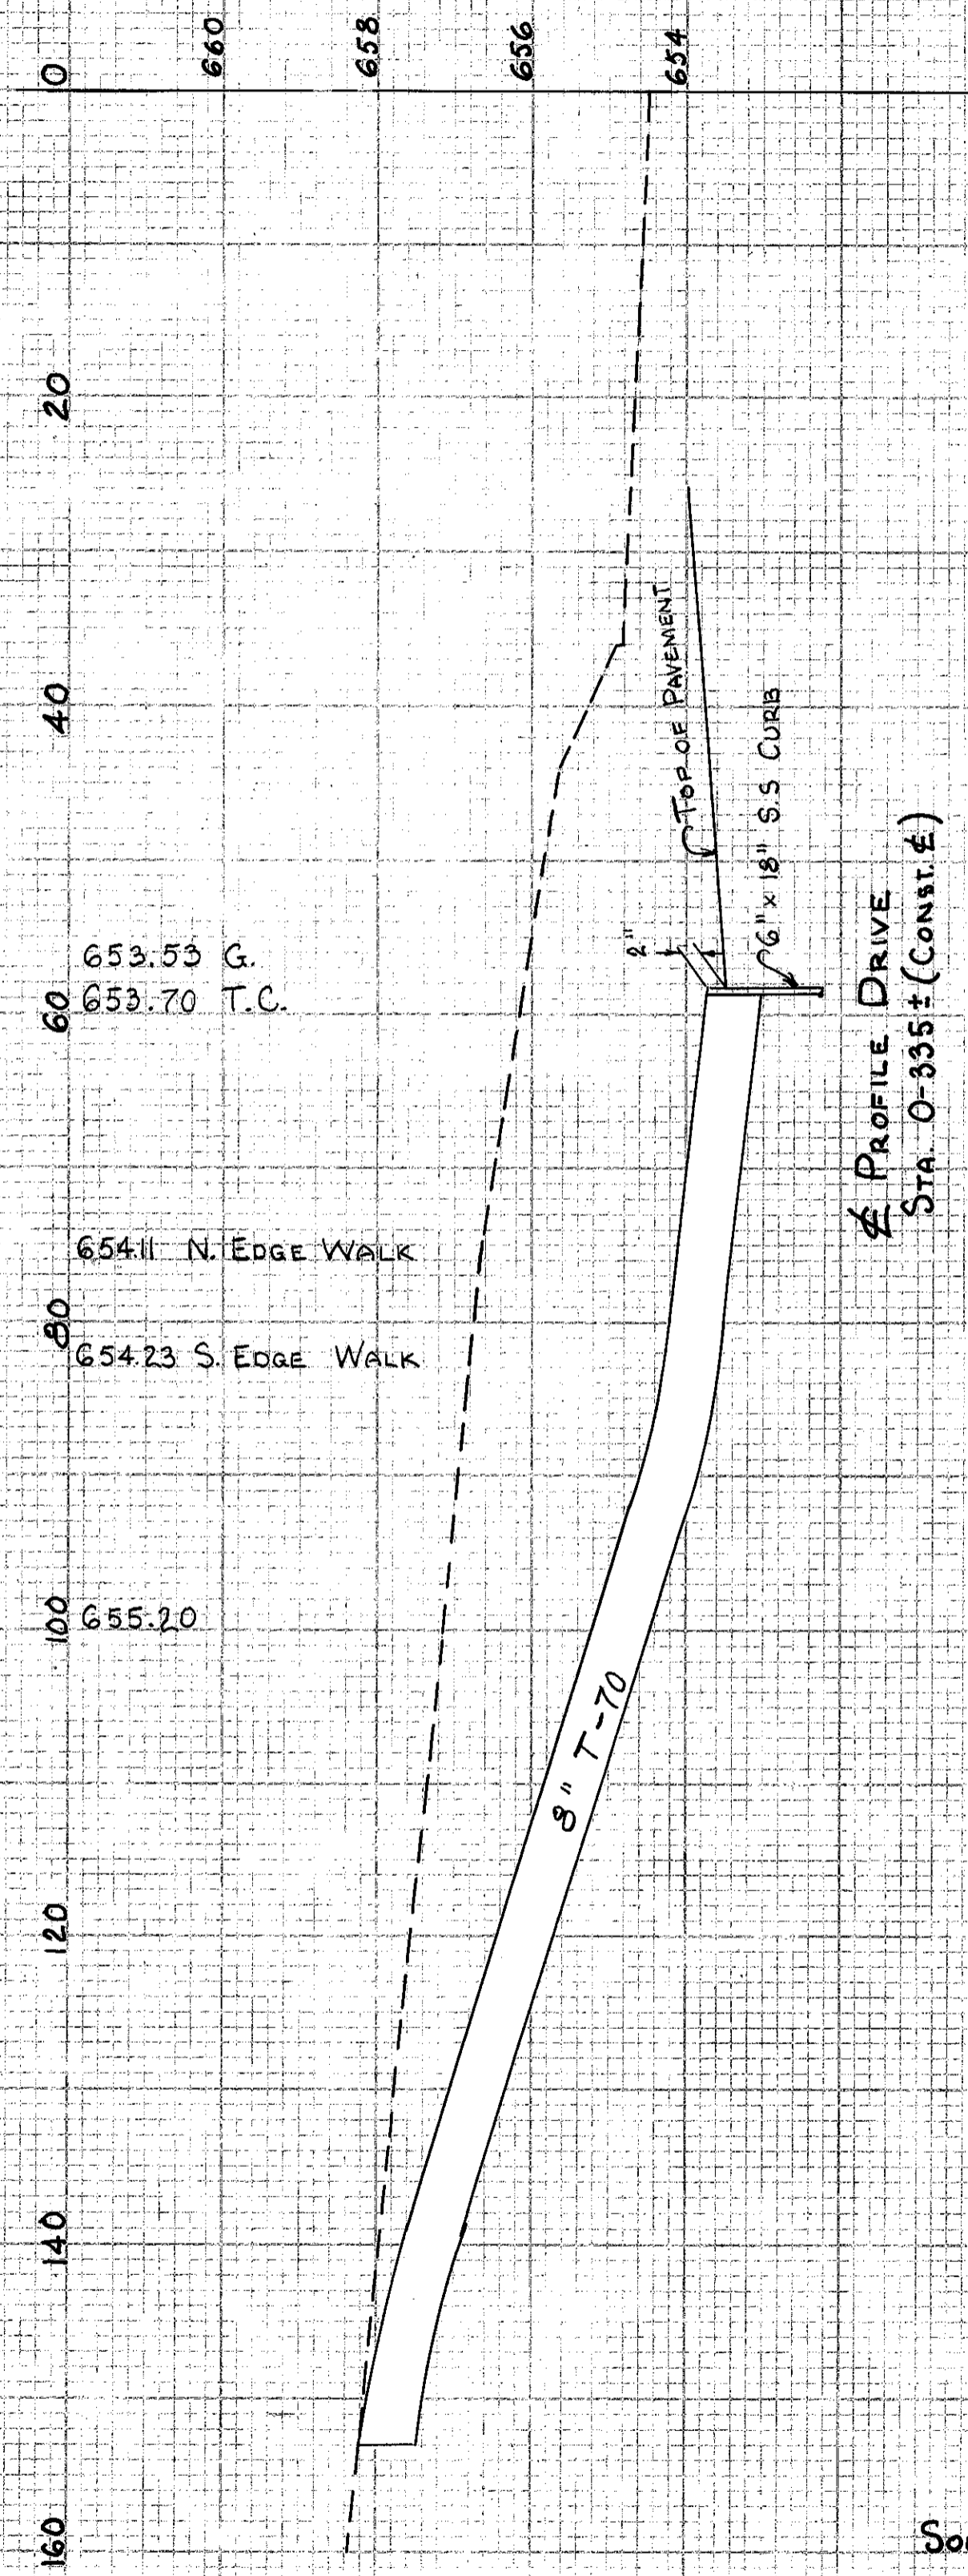 660
658
656
654
0
20
40
60
80
100
120
140
160
653.53 G.
653.70 T.C.
654.11 N. EDGE WALK
654.23 S. EDGE WALK
655.20
TOP OF PAVEMENT
2"
6" x 18" S.S CURB
8" T-70
℄ PROFILE DRIVE
STA. 0-335± (CONST. ℄)